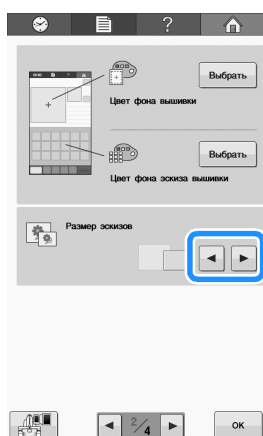 ?
Выбрать
Цвет фона вышивки
Выбрать
Цвет фона эскиза вышивки
Размер эскизов
2/4
OK